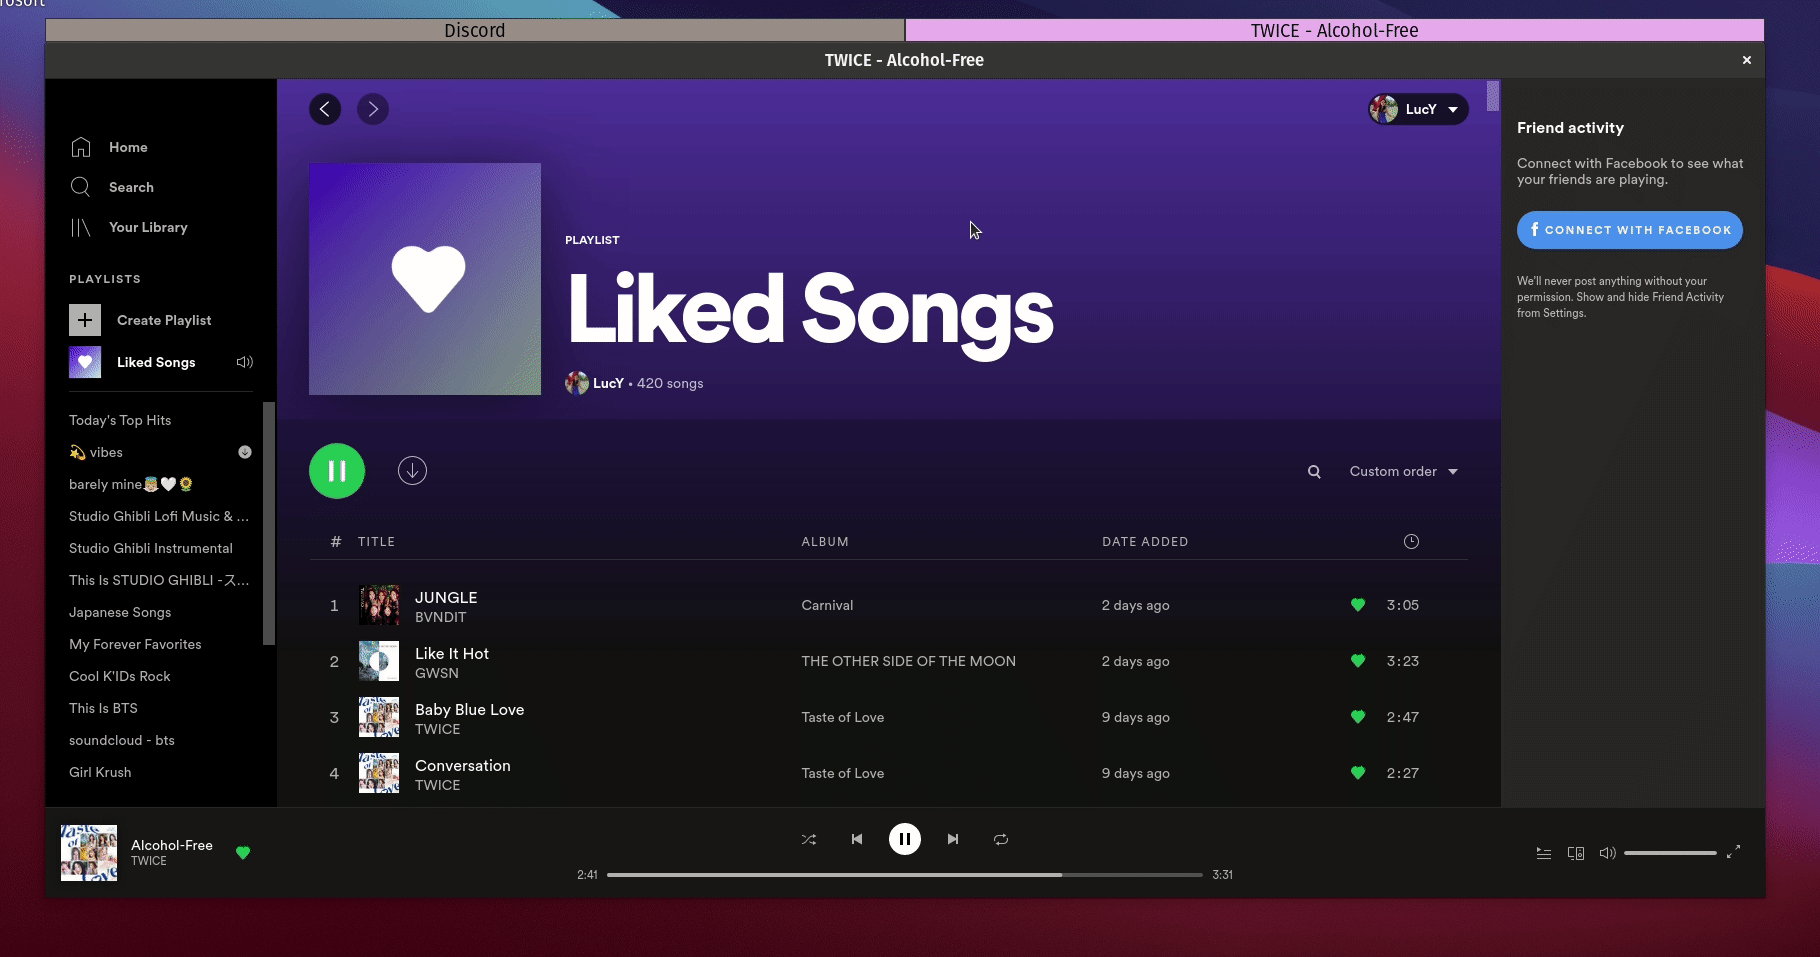 rosoft
Discord
TWICE - Alcohol-Free
TWICE - Alcohol-Free
Home
Search
Your Library
PLAYLISTS
Create Playlist
Liked Songs
Today's Top Hits
💫 vibes
barely mine👼🏼🤍🌻
Studio Ghibli Lofi Music & ...
Studio Ghibli Instrumental
This Is STUDIO GHIBLI -ス...
Japanese Songs
My Forever Favorites
Cool K'IDs Rock
This Is BTS
soundcloud - bts
Girl Krush
LucY
PLAYLIST
Liked Songs
LucY • 420 songs
Custom order
# TITLE ALBUM DATE ADDED
1 JUNGLE Carnival 2 days ago 3:05
BVNDIT
2 Like It Hot THE OTHER SIDE OF THE MOON 2 days ago 3:23
GWSN
3 Baby Blue Love Taste of Love 9 days ago 2:47
TWICE
4 Conversation Taste of Love 9 days ago 2:27
TWICE
Friend activity
Connect with Facebook to see what
your friends are playing.
f CONNECT WITH FACEBOOK
We'll never post anything without your
permission. Show and hide Friend Activity
from Settings.
Alcohol-Free
TWICE
2:41
3:31